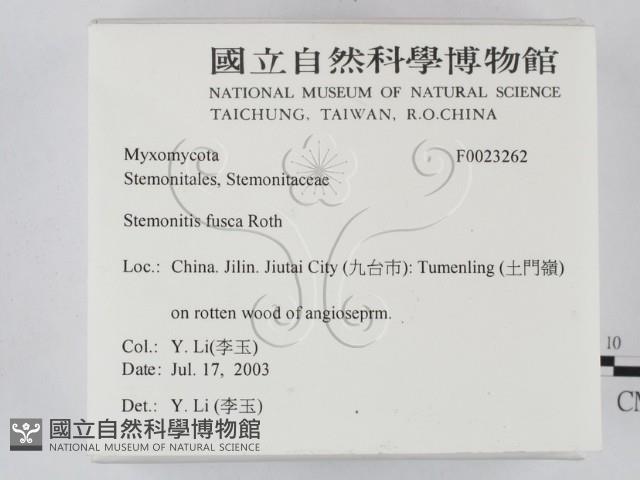 國立自然科學博物館
NATIONAL MUSEUM OF NATURAL SCIENCE
TAICHUNG, TAIWAN, R.O.CHINA
Myxomycota F0023262
Stemonitales, Stemonitaceae
Stemonitis fusca Roth
Loc.: China. Jilin. Jiutai City (九台市): Tumenling (土門嶺)
on rotten wood of angioseprm.
Col.: Y. Li(李玉)
Date: Jul. 17, 2003
Det.: Y. Li (李玉)
10
CM
國立自然科學博物館
NATIONAL MUSEUM OF NATURAL SCIENCE